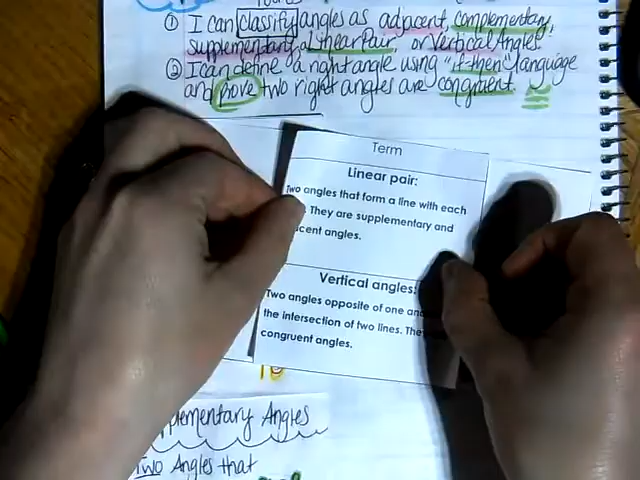 ① I can classify angles as adjacent, complementary,
supplementary, a Linear Pair, or Vertical Angles.
② I can define a right angle using "if then" language
and prove two right angles are congruent.
Term
Linear pair:
Two angles that form a line with each
They are supplementary and
cent angles.
Vertical angles:
Two angles opposite of one
the intersection of two lines.
congruent angles.
plementary Angles
Two Angles that